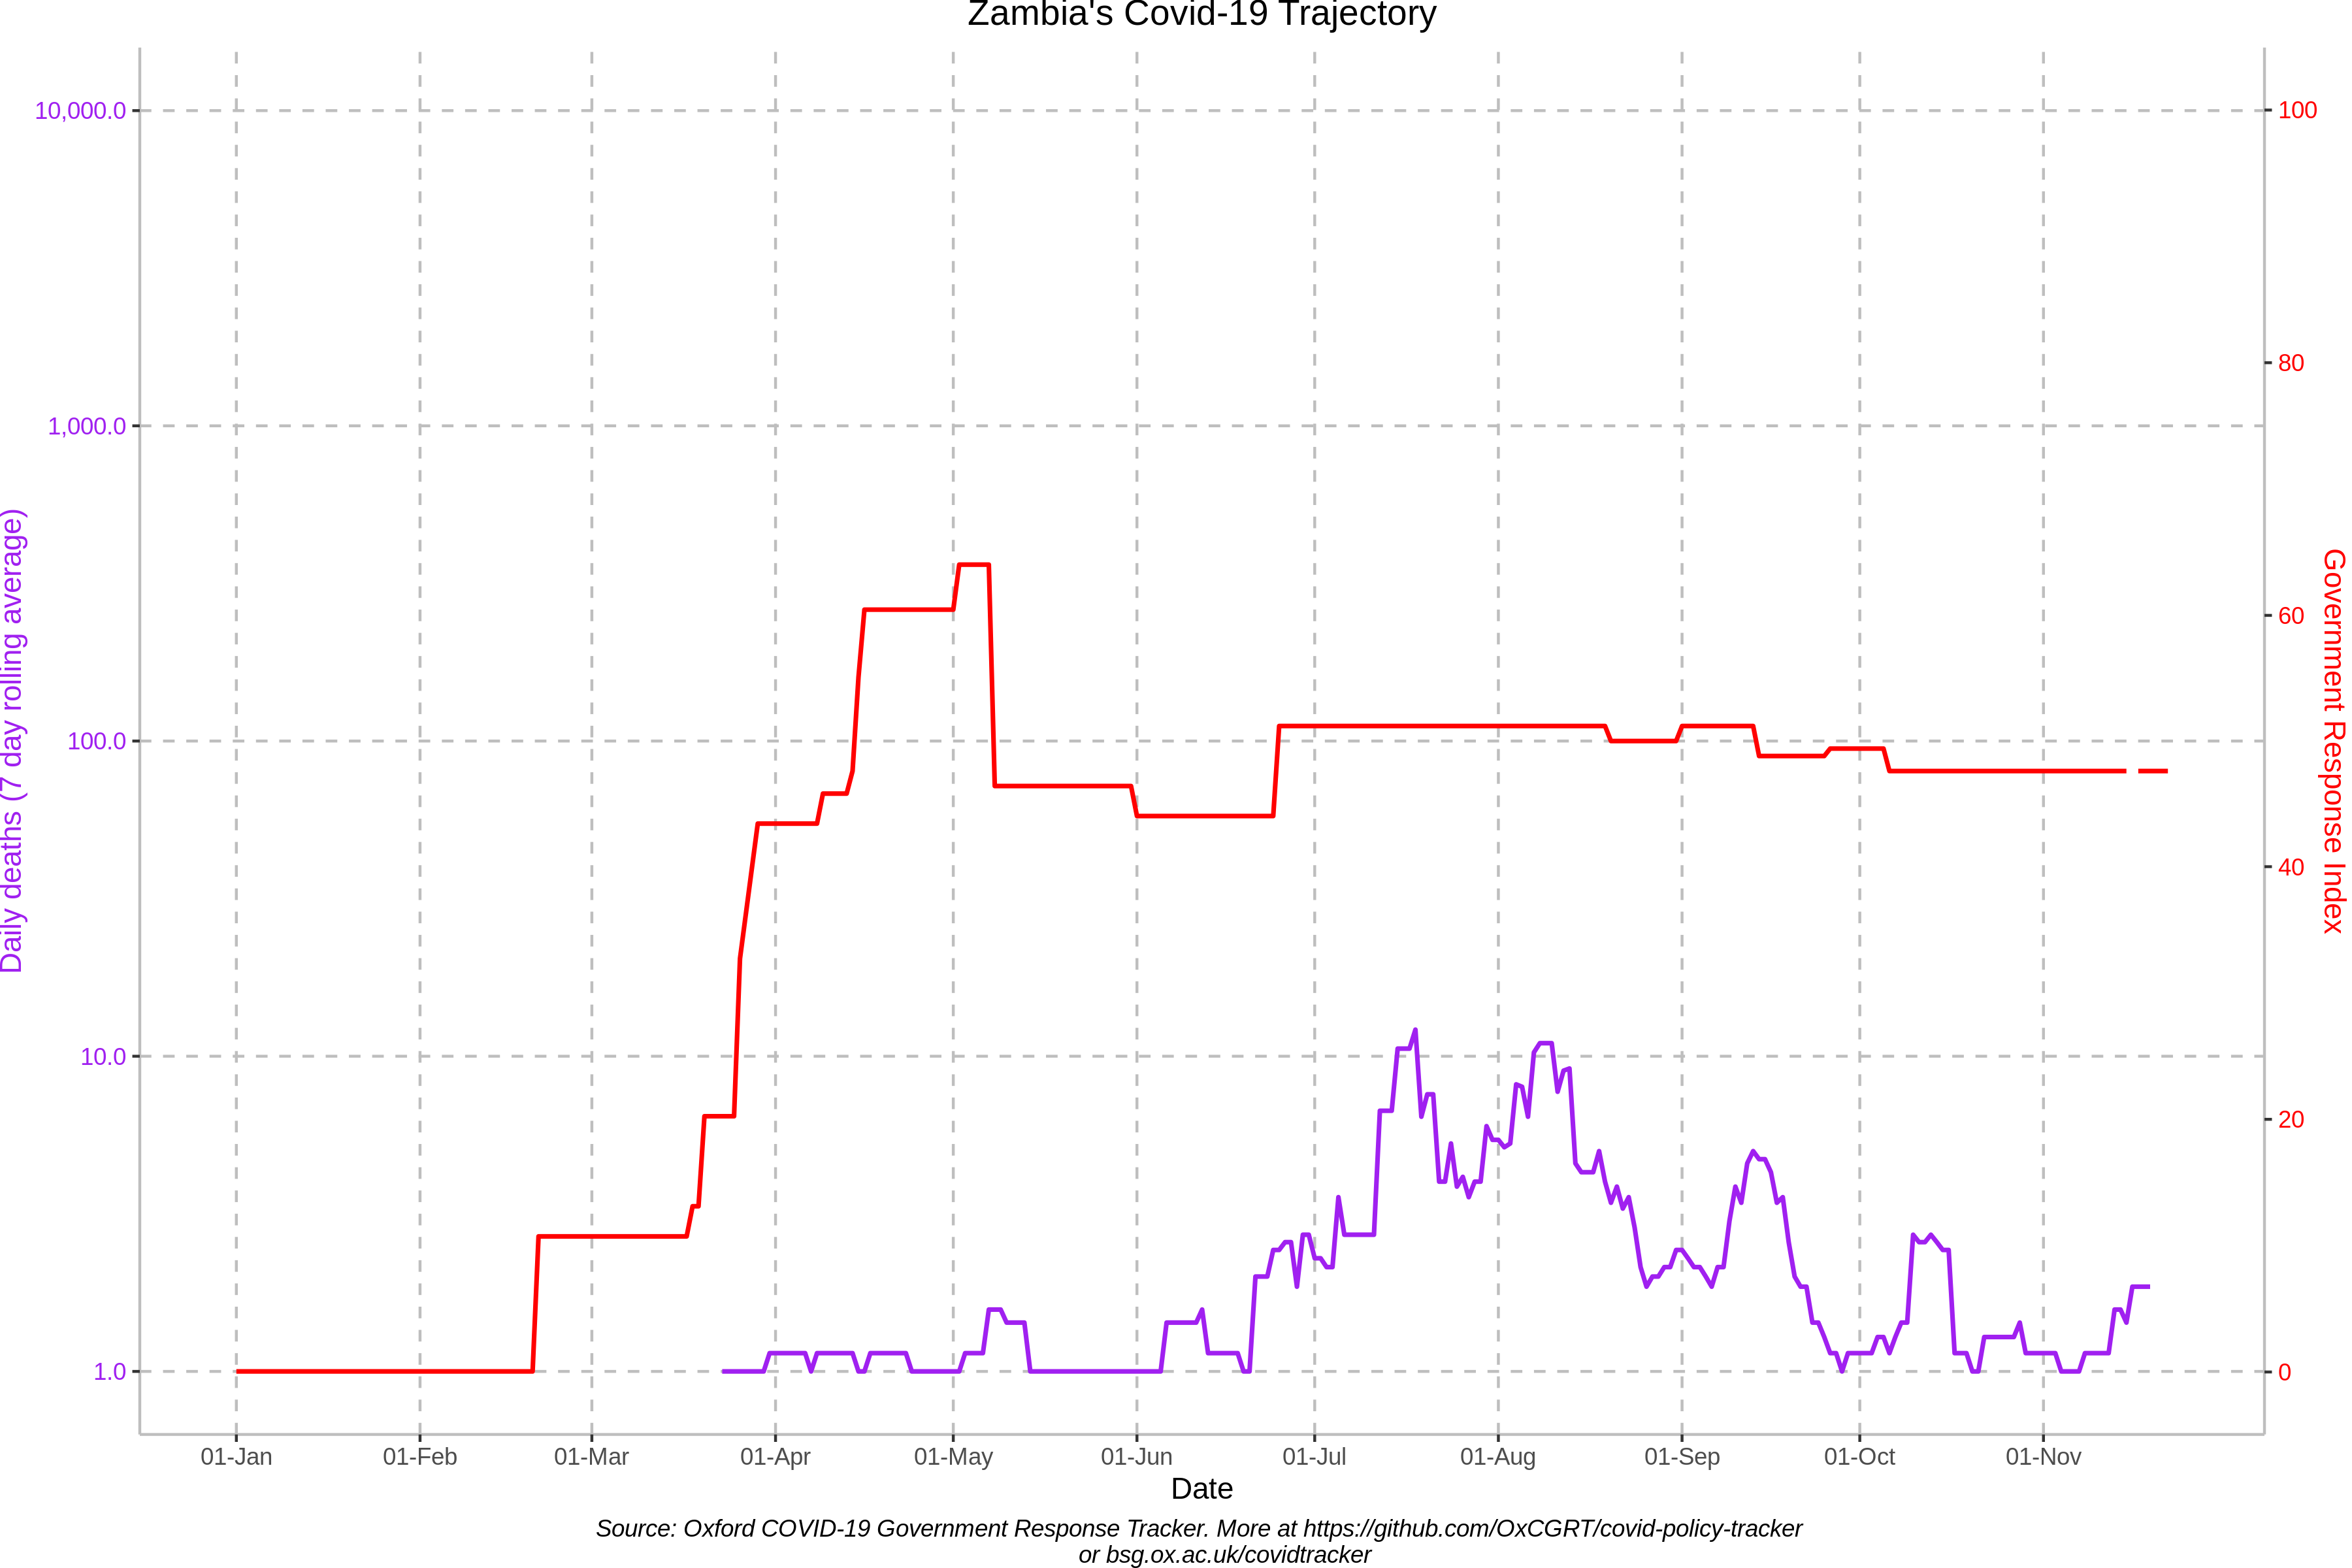 Zambia's Covid-19 Trajectory
10,000.0
1,000.0
100.0
10.0
1.0
Daily deaths (7 day rolling average)
100
80
60
40
20
0
Government Response Index
01-Jan
01-Feb
01-Mar
01-Apr
01-May
01-Jun
01-Jul
01-Aug
01-Sep
01-Oct
01-Nov
Date
Source: Oxford COVID-19 Government Response Tracker. More at https://github.com/OxCGRT/covid-policy-tracker
or bsg.ox.ac.uk/covidtracker